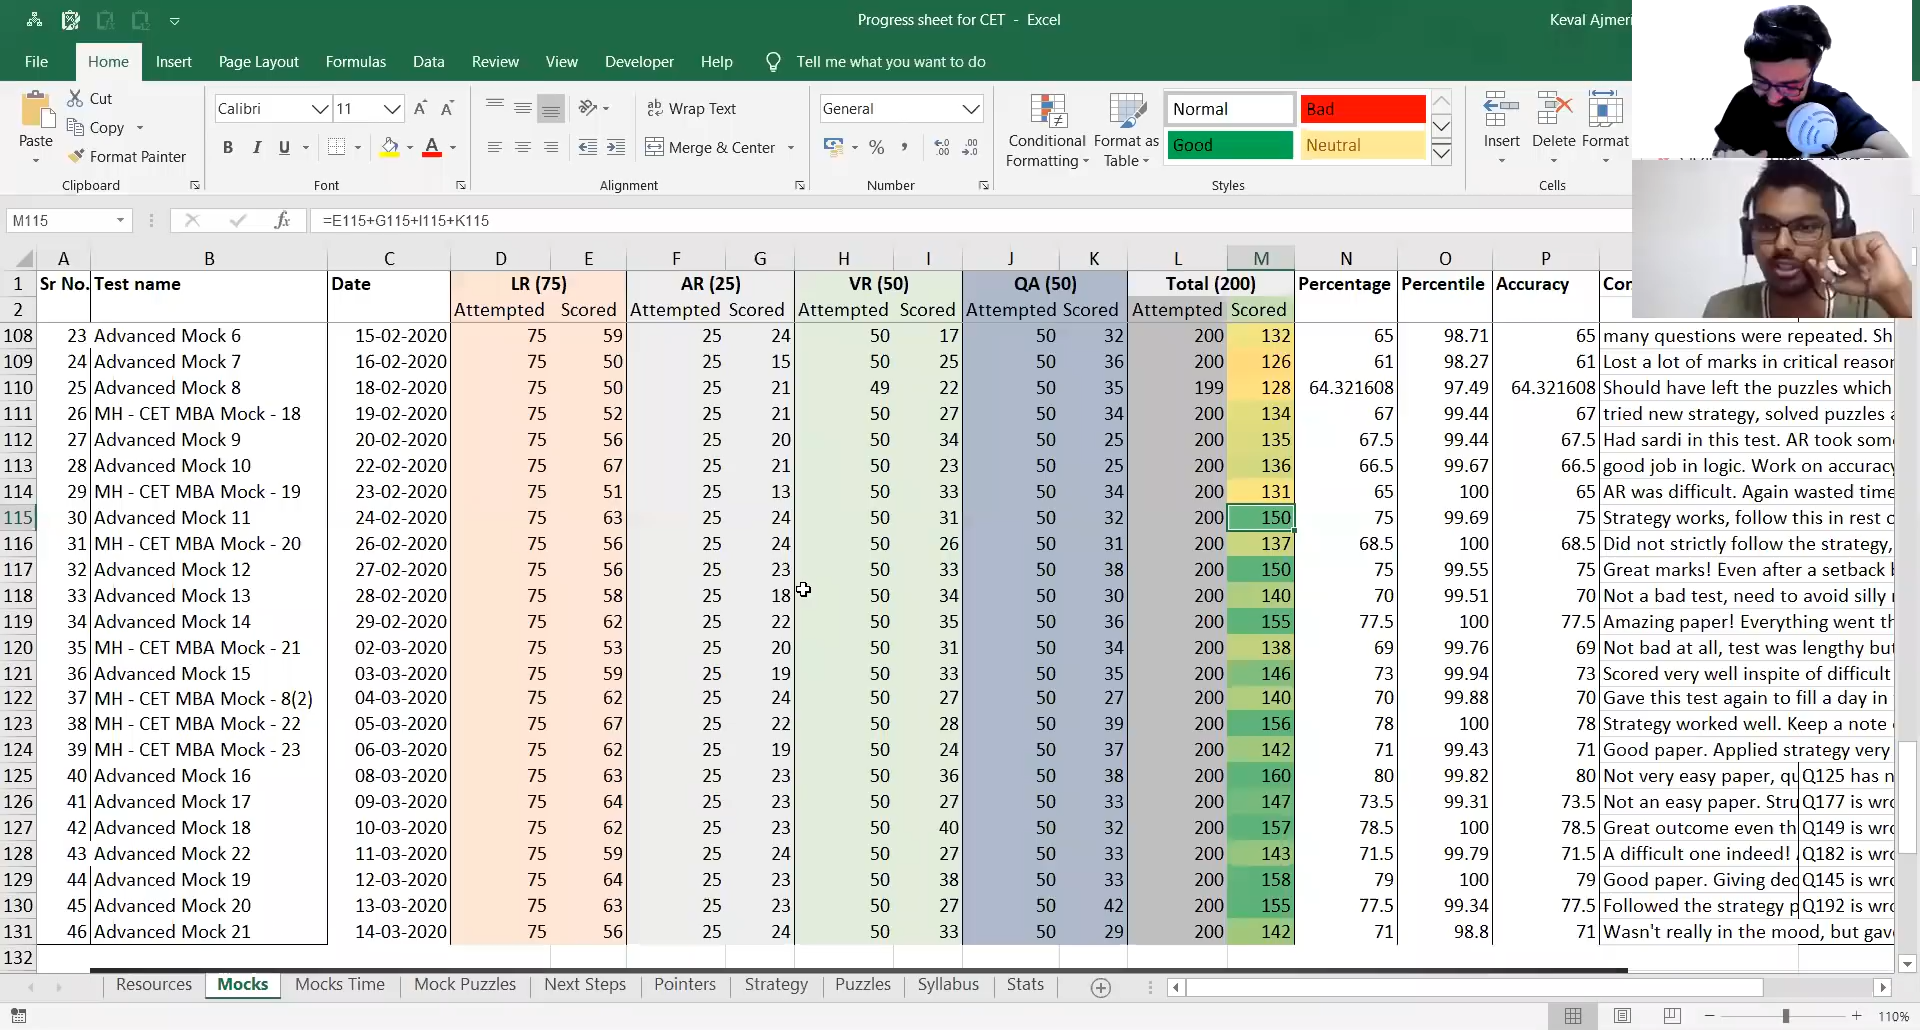 Progress sheet for CET - Excel
Keval Ajmeri
File Home Insert Page Layout Formulas Data Review View Developer Help Tell me what you want to do
Paste
Cut
Copy
Format Painter
Clipboard
Calibri 11
B I U
Font
Wrap Text
Merge & Center
Alignment
General
Number
Conditional Formatting
Format as Table
Normal Bad
Good Neutral
Styles
Insert Delete Format
Cells
M115 =E115+G115+I115+K115
A B C D E F G H I J K L M N O P
1 Sr No. Test name Date LR (75) AR (25) VR (50) QA (50) Total (200) Percentage Percentile Accuracy
2 Attempted Scored Attempted Scored Attempted Scored Attempted Scored Attempted Scored
108 23 Advanced Mock 6 15-02-2020 75 59 25 24 50 17 50 32 200 132 65 98.71 65 many questions were repeated. Sh
109 24 Advanced Mock 7 16-02-2020 75 50 25 15 50 25 50 36 200 126 61 98.27 61 Lost a lot of marks in critical reasor
110 25 Advanced Mock 8 18-02-2020 75 50 25 21 49 22 50 35 199 128 64.321608 97.49 64.321608 Should have left the puzzles which
111 26 MH - CET MBA Mock - 18 19-02-2020 75 52 25 21 50 27 50 34 200 134 67 99.44 67 tried new strategy, solved puzzles a
112 27 Advanced Mock 9 20-02-2020 75 56 25 20 50 34 50 25 200 135 67.5 99.44 67.5 Had sardi in this test. AR took som
113 28 Advanced Mock 10 22-02-2020 75 67 25 21 50 23 50 25 200 136 66.5 99.67 66.5 good job in logic. Work on accuracy
114 29 MH - CET MBA Mock - 19 23-02-2020 75 51 25 13 50 33 50 34 200 131 65 100 65 AR was difficult. Again wasted time
115 30 Advanced Mock 11 24-02-2020 75 63 25 24 50 31 50 32 200 150 75 99.69 75 Strategy works, follow this in rest o
116 31 MH - CET MBA Mock - 20 26-02-2020 75 56 25 24 50 26 50 31 200 137 68.5 100 68.5 Did not strictly follow the strategy,
117 32 Advanced Mock 12 27-02-2020 75 56 25 23 50 33 50 38 200 150 75 99.55 75 Great marks! Even after a setback b
118 33 Advanced Mock 13 28-02-2020 75 58 25 18 50 34 50 30 200 140 70 99.51 70 Not a bad test, need to avoid silly
119 34 Advanced Mock 14 29-02-2020 75 62 25 22 50 35 50 36 200 155 77.5 100 77.5 Amazing paper! Everything went th
120 35 MH - CET MBA Mock - 21 02-03-2020 75 53 25 20 50 31 50 34 200 138 69 99.76 69 Not bad at all, test was lengthy but
121 36 Advanced Mock 15 03-03-2020 75 59 25 19 50 33 50 35 200 146 73 99.94 73 Scored very well inspite of difficult
122 37 MH - CET MBA Mock - 8(2) 04-03-2020 75 62 25 24 50 27 50 27 200 140 70 99.88 70 Gave this test again to fill a day in
123 38 MH - CET MBA Mock - 22 05-03-2020 75 67 25 22 50 28 50 39 200 156 78 100 78 Strategy worked well. Keep a note
124 39 MH - CET MBA Mock - 23 06-03-2020 75 62 25 19 50 24 50 37 200 142 71 99.43 71 Good paper. Applied strategy very
125 40 Advanced Mock 16 08-03-2020 75 63 25 23 50 36 50 38 200 160 80 99.82 80 Not very easy paper, qu Q125 has n
126 41 Advanced Mock 17 09-03-2020 75 64 25 23 50 27 50 33 200 147 73.5 99.31 73.5 Not an easy paper. Stru Q177 is wro
127 42 Advanced Mock 18 10-03-2020 75 62 25 23 50 40 50 32 200 157 78.5 100 78.5 Great outcome even th Q149 is wro
128 43 Advanced Mock 22 11-03-2020 75 59 25 24 50 27 50 33 200 143 71.5 99.79 71.5 A difficult one indeed! Q182 is wro
129 44 Advanced Mock 19 12-03-2020 75 64 25 23 50 38 50 33 200 158 79 100 79 Good paper. Giving dec Q145 is wro
130 45 Advanced Mock 20 13-03-2020 75 63 25 23 50 27 50 42 200 155 77.5 99.34 77.5 Followed the strategy p Q192 is wro
131 46 Advanced Mock 21 14-03-2020 75 56 25 24 50 33 50 29 200 142 71 98.8 71 Wasn't really in the mood, but gave
132
Resources Mocks Mocks Time Mock Puzzles Next Steps Pointers Strategy Puzzles Syllabus Stats
110%